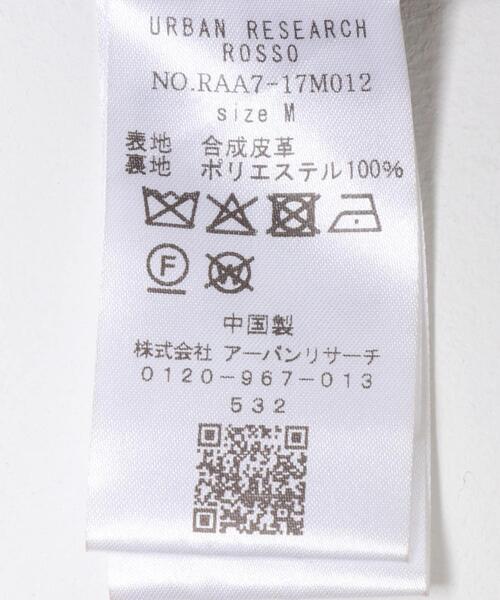 URBAN RESEARCH
ROSSO
NO.RAA7-17M012
size M
表地 合成皮革
裏地 ポリエステル100%
F W
中国製
株式会社 アーバンリサーチ
0120-967-013
532